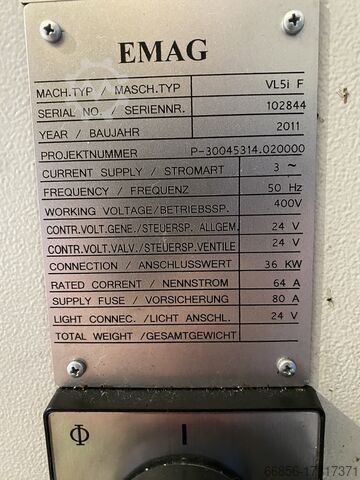 EMAG
MACH.TYP / MASCH.TYP VL5i F
SERIAL NO. / SERIENNR. 102844
YEAR / BAUJAHR 2011
PROJEKTNUMMER P-30045314.020000
CURRENT SUPPLY / STROMART 3 ~
FREQUENCY / FREQUENZ 50 Hz
WORKING VOLTAGE/BETRIEBSSP. 400V
CONTR.VOLT.GENE./STEUERSP. ALLGEM. 24 V
CONTR.VOLT.VALV./STEUERSP.VENTILE 24 V
CONNECTION / ANSCHLUSSWERT 36 KW
RATED CORRENT / NENNSTROM 64 A
SUPPLY FUSE / VORSICHERUNG 80 A
LIGHT CONNEC. /LICHT ANSCHL. 24 V
TOTAL WEIGHT /GESAMTGEWICHT
I